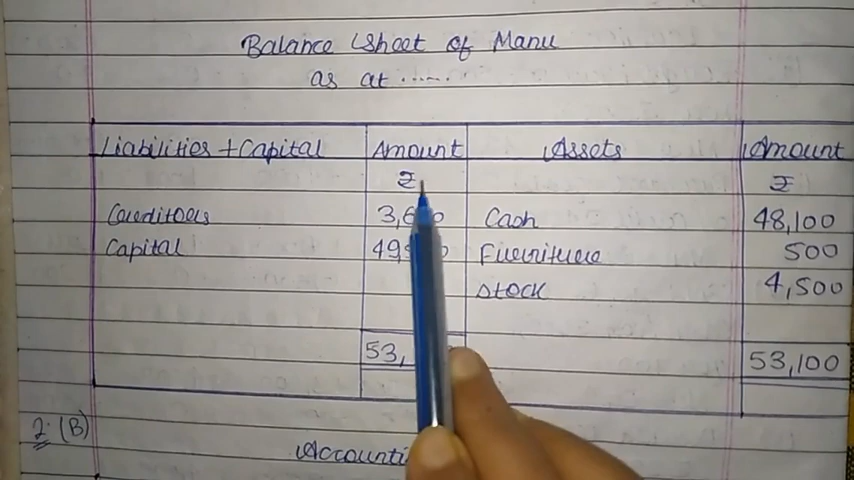 Balance Sheet of Manu
as at ......
Liabilities + Capital Amount Assets Amount
₹ ₹
Creditors Cash 48,100
Capital Furniture 500
Stock 4,500
53,100
2. (B)